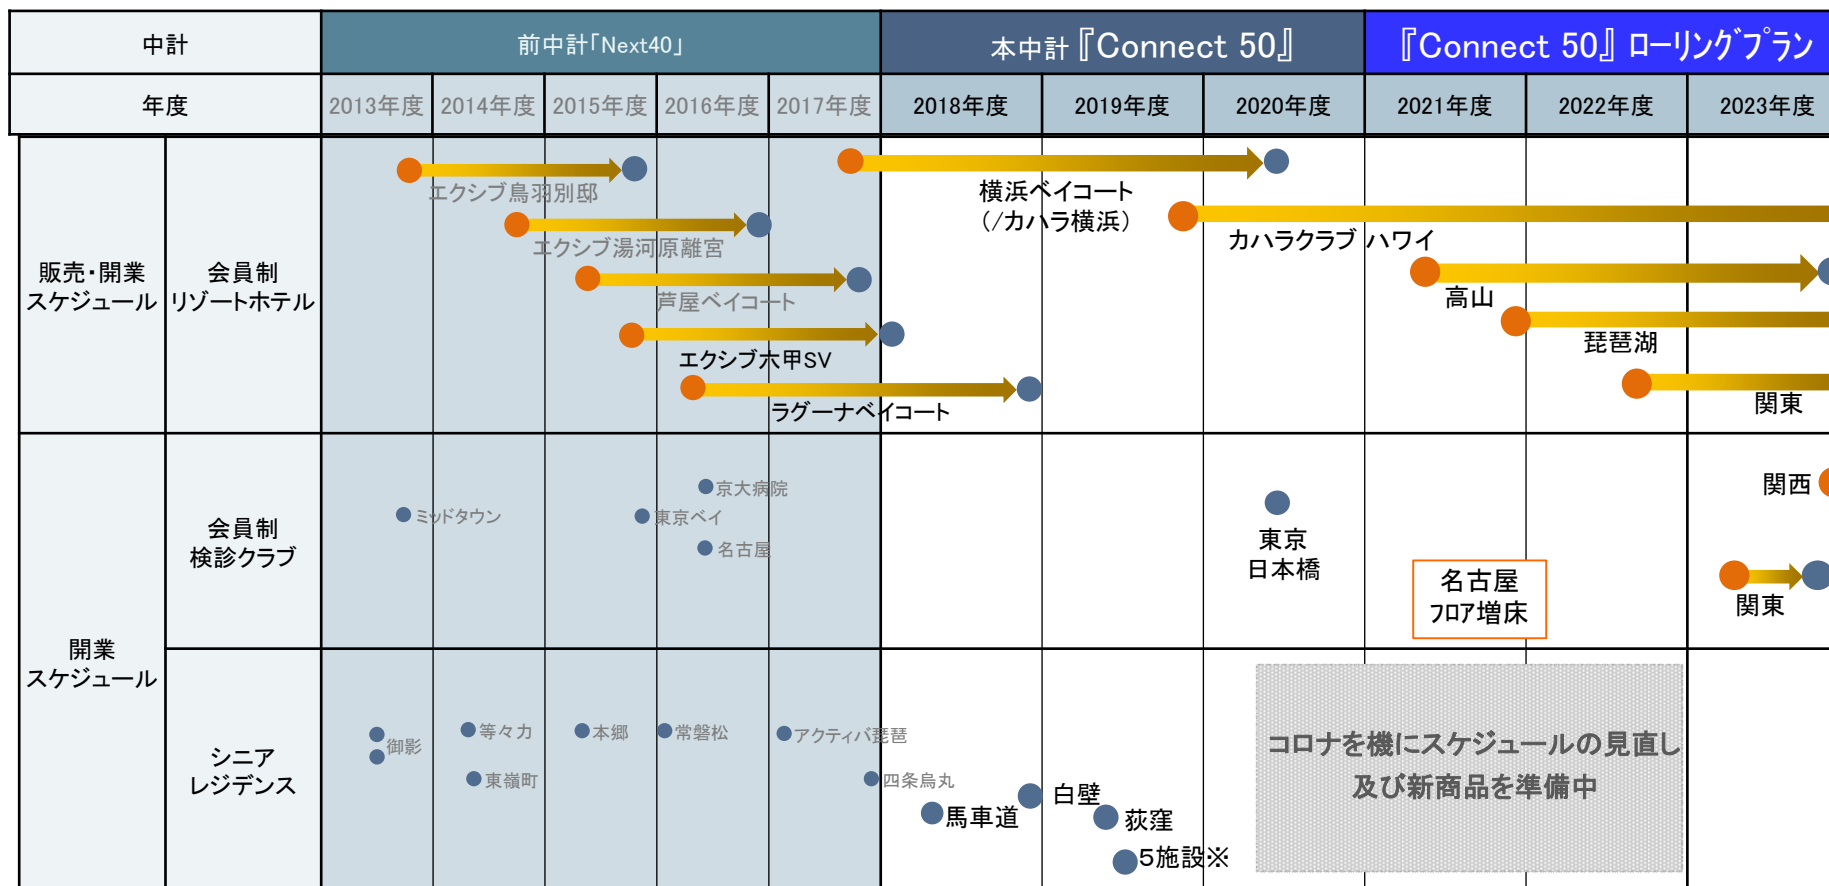 中計
前中計「Next40」
本中計『Connect 50』
『Connect 50』ローリングプラン
年度
2013年度
2014年度
2015年度
2016年度
2017年度
2018年度
2019年度
2020年度
2021年度
2022年度
2023年度
販売・開業
スケジュール
会員制
リゾートホテル
エクシブ鳥羽別邸
エクシブ湯河原離宮
芦屋ベイコート
エクシブ六甲SV
ラグーナベイコート
横浜ベイコート
(/カハラ横浜)
カハラクラブ ハワイ
高山
琵琶湖
関東
開業
スケジュール
会員制
検診クラブ
ミッドタウン
京大病院
東京ベイ
名古屋
東京
日本橋
名古屋
フロア増床
関西
関東
シニア
レジデンス
御影
等々力
東嶺町
本郷
常磐松
アクティバ琵琶
四条烏丸
馬車道
白壁
荻窪
5施設※
コロナを機にスケジュールの見直し
及び新商品を準備中